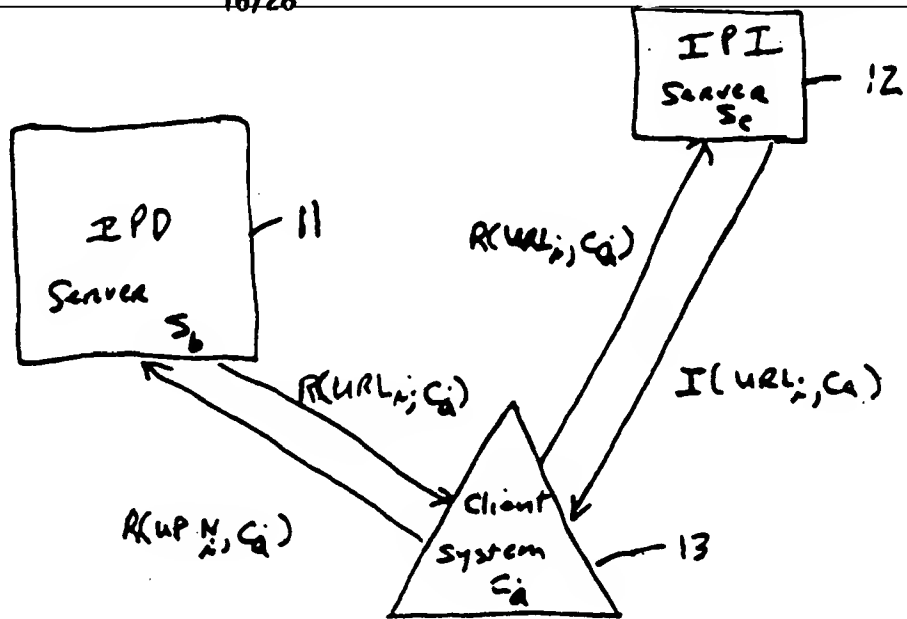 IPI
Server
Sc
12
IPD
Server
Sb
11
R(URLi, Ca)
I(URLi, Ca)
R(URLi, Ca)
R(UPNi, Ca)
Client
System
Ca
13